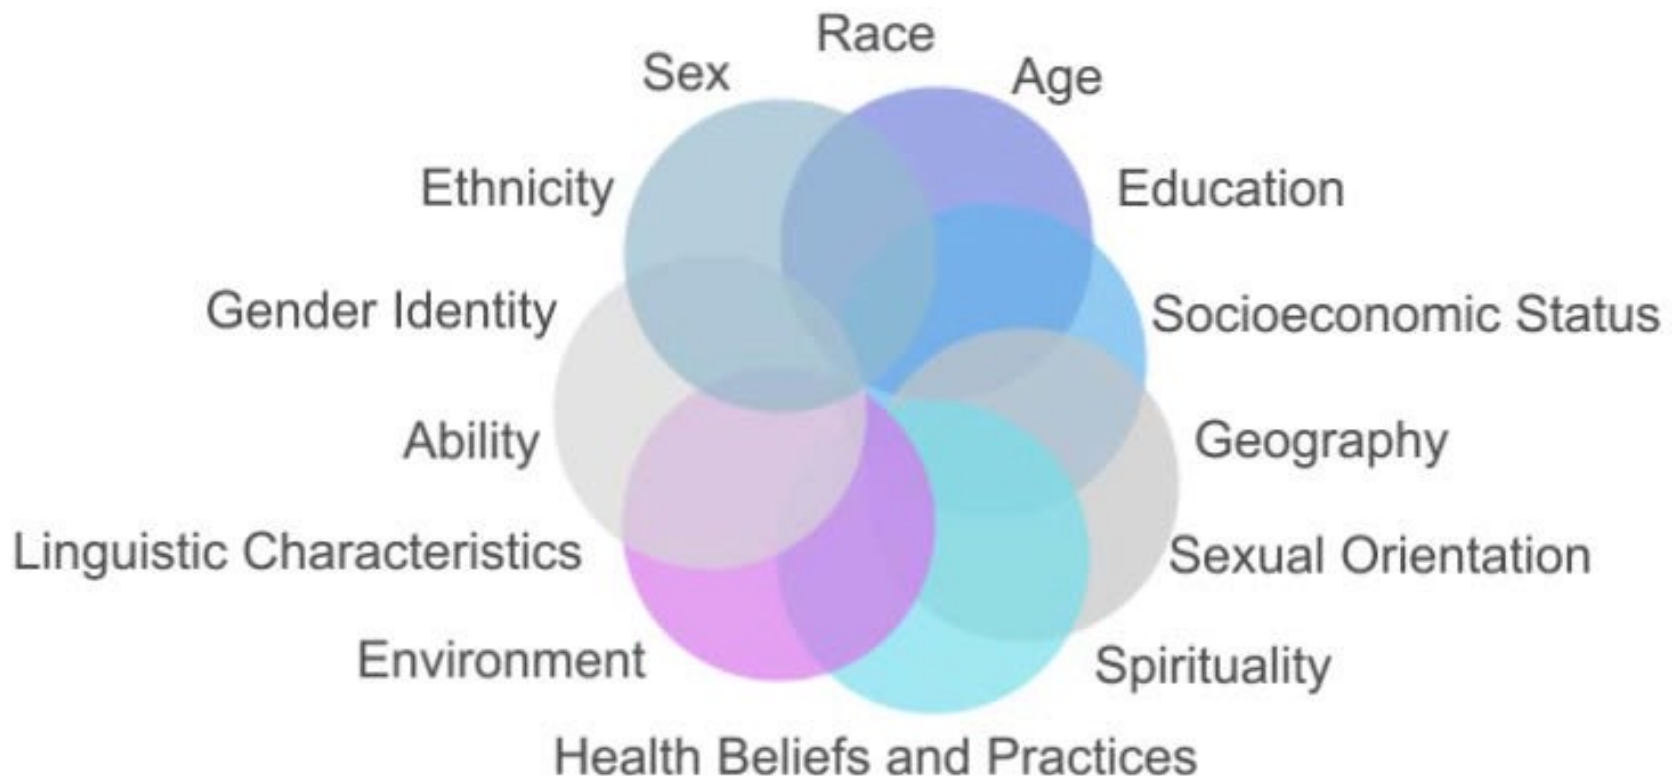 Race
Sex
Age
Ethnicity
Education
Gender Identity
Socioeconomic Status
Ability
Geography
Linguistic Characteristics
Sexual Orientation
Environment
Spirituality
Health Beliefs and Practices